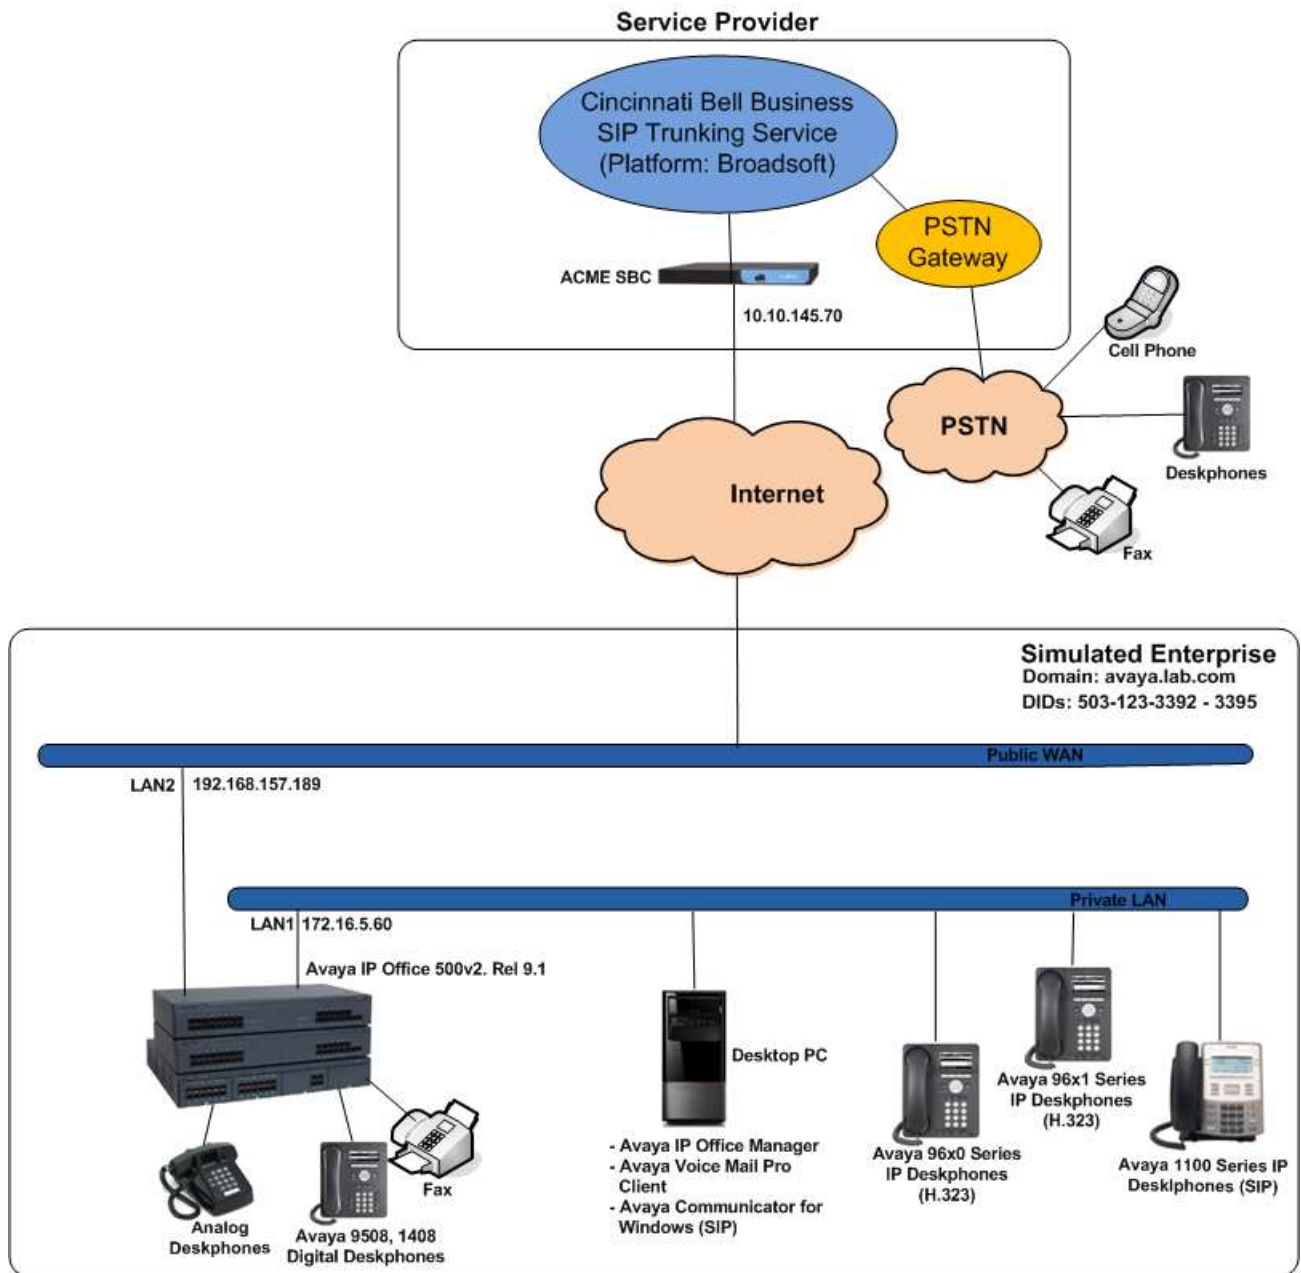 Service Provider
Cincinnati Bell Business
SIP Trunking Service
(Platform: Broadsoft)
PSTN
Gateway
ACME SBC
10.10.145.70
Cell Phone
PSTN
Deskphones
Internet
Fax
Simulated Enterprise
Domain: avaya.lab.com
DIDs: 503-123-3392 - 3395
Public WAN
LAN2
192.168.157.189
Private LAN
LAN1
172.16.5.60
Avaya IP Office 500v2. Rel 9.1
Desktop PC
- Avaya IP Office Manager
- Avaya Voice Mail Pro
Client
- Avaya Communicator for
Windows (SIP)
Avaya 96x0 Series
IP Deskphones
(H.323)
Avaya 96x1 Series
IP Deskphones
(H.323)
Avaya 1100 Series IP
Desklphones (SIP)
Fax
Analog
Deskphones
Avaya 9508, 1408
Digital Deskphones